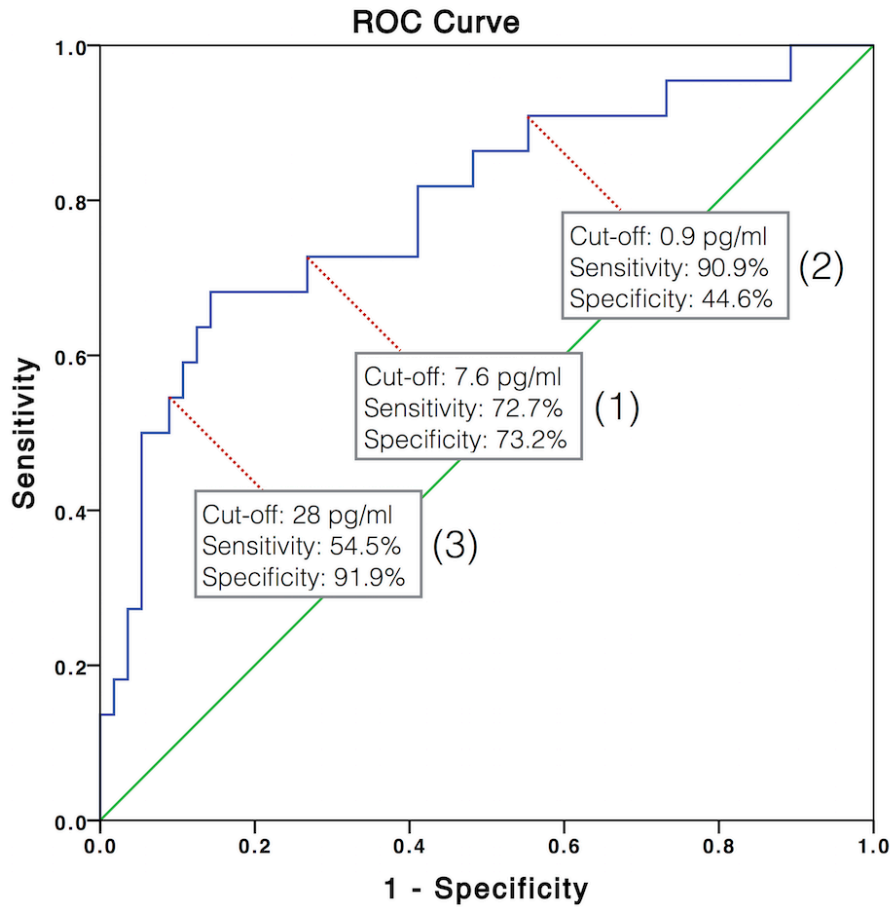 ROC Curve
1.0
0.8
0.6
0.4
0.2
0.0
Sensitivity
Cut-off: 0.9 pg/ml
Sensitivity: 90.9%
Specificity: 44.6%
(2)
Cut-off: 7.6 pg/ml
Sensitivity: 72.7%
Specificity: 73.2%
(1)
Cut-off: 28 pg/ml
Sensitivity: 54.5%
Specificity: 91.9%
(3)
0.0
0.2
0.4
0.6
0.8
1.0
1 - Specificity